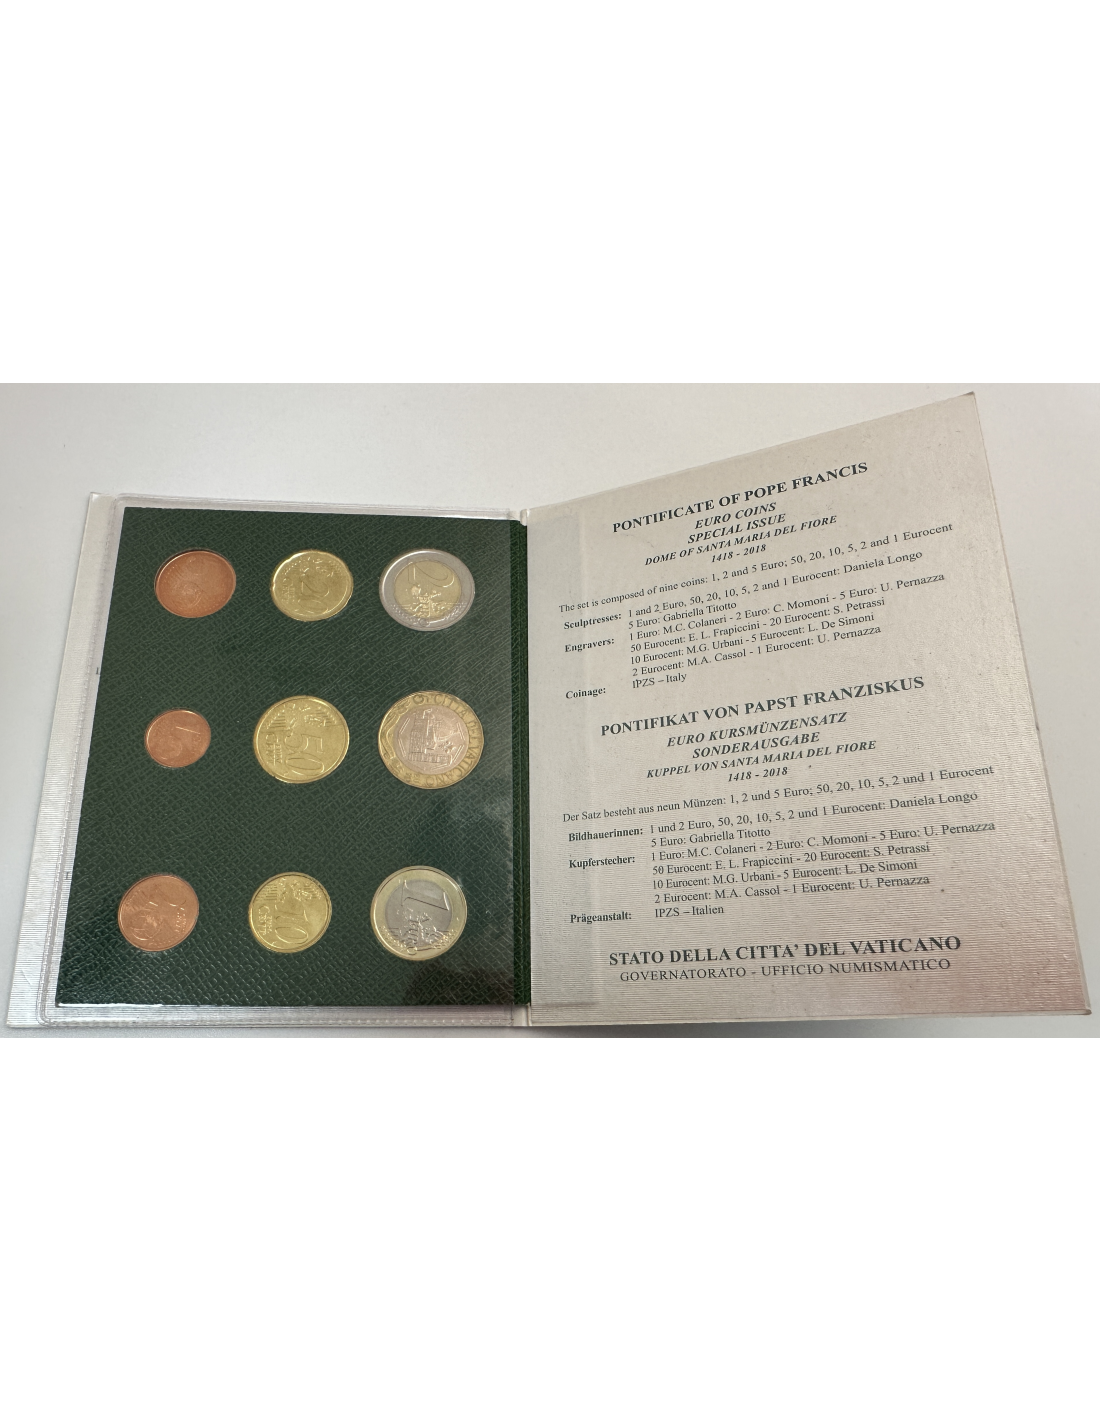 PONTIFICATE OF POPE FRANCIS
EURO COINS
SPECIAL ISSUE
DOME OF SANTA MARIA DEL FIORE
1418 - 2018
The set is composed of nine coins: 1, 2 and 5 Euro; 50, 20, 10, 5, 2 and 1 Eurocent
Sculptresses: 1 and 2 Euro, 50, 20, 10, 5, 2 and 1 Eurocent: Daniela Longo
5 Euro: Gabriella Titotto
Engravers: 1 Euro: M.C. Colaneri - 2 Euro: C. Momoni - 5 Euro: U. Pernazza
50 Eurocent: E. L. Frapiccini - 20 Eurocent: S. Petrassi
10 Eurocent: M.G. Urbani - 5 Eurocent: L. De Simoni
2 Eurocent: M.A. Cassol - 1 Eurocent: U. Pernazza
Coinage: IPZS – Italy
PONTIFIKAT VON PAPST FRANZISKUS
EURO KURSMÜNZENSATZ
SONDERAUSGABE
KUPPEL VON SANTA MARIA DEL FIORE
1418 - 2018
Der Satz besteht aus neun Münzen: 1, 2 und 5 Euro; 50, 20, 10, 5, 2 und 1 Eurocent
Bildhauerinnen: 1 und 2 Euro, 50, 20, 10, 5, 2 und 1 Eurocent: Daniela Longo
5 Euro: Gabriella Titotto
Kupferstecher: 1 Euro: M.C. Colaneri - 2 Euro: C. Momoni - 5 Euro: U. Pernazza
50 Eurocent: E. L. Frapiccini - 20 Eurocent: S. Petrassi
10 Eurocent: M.G. Urbani - 5 Eurocent: L. De Simoni
2 Eurocent: M.A. Cassol - 1 Eurocent: U. Pernazza
Prägeanstalt: IPZS – Italien
STATO DELLA CITTA' DEL VATICANO
GOVERNATORATO - UFFICIO NUMISMATICO
2
1
50
CITTÀ DEL VATICANO
1